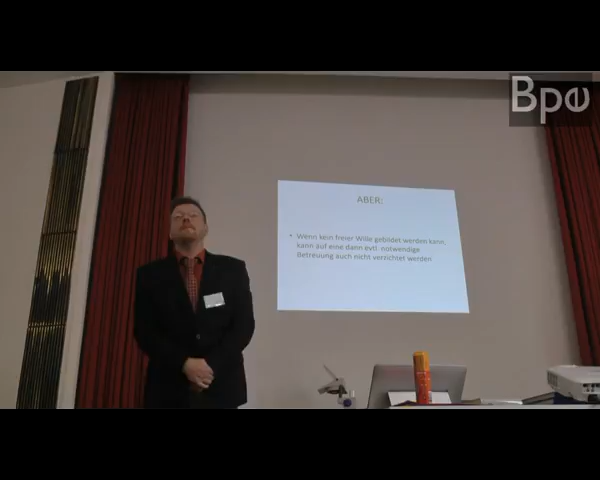 Bpe
ABER:
• Wenn kein freier Wille gebildet werden kann,
kann auf eine dann evtl. notwendige
Betreuung auch nicht verzichtet werden